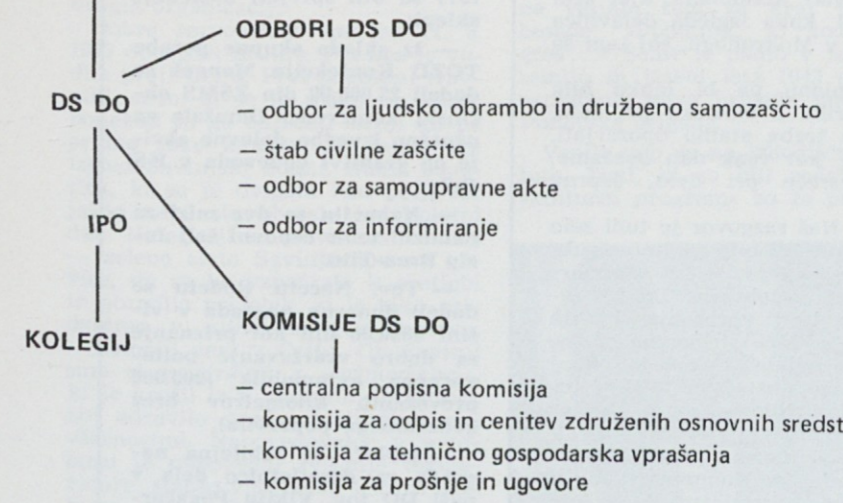 ODBORI DS DO
DS DO
— odbor za ljudsko obrambo in družbeno samozaščito
— štab civilne zaščite
— odbor za samoupravne akte
IPO
— odbor za informiranje
KOMISIJE DS DO
KOLEGIJ
— centralna popisna komisija
— komisija za odpis in cenitev združenih osnovnih sredst
— komisija za tehnično gospodarska vprašanja
— komisija za prošnje in ugovore